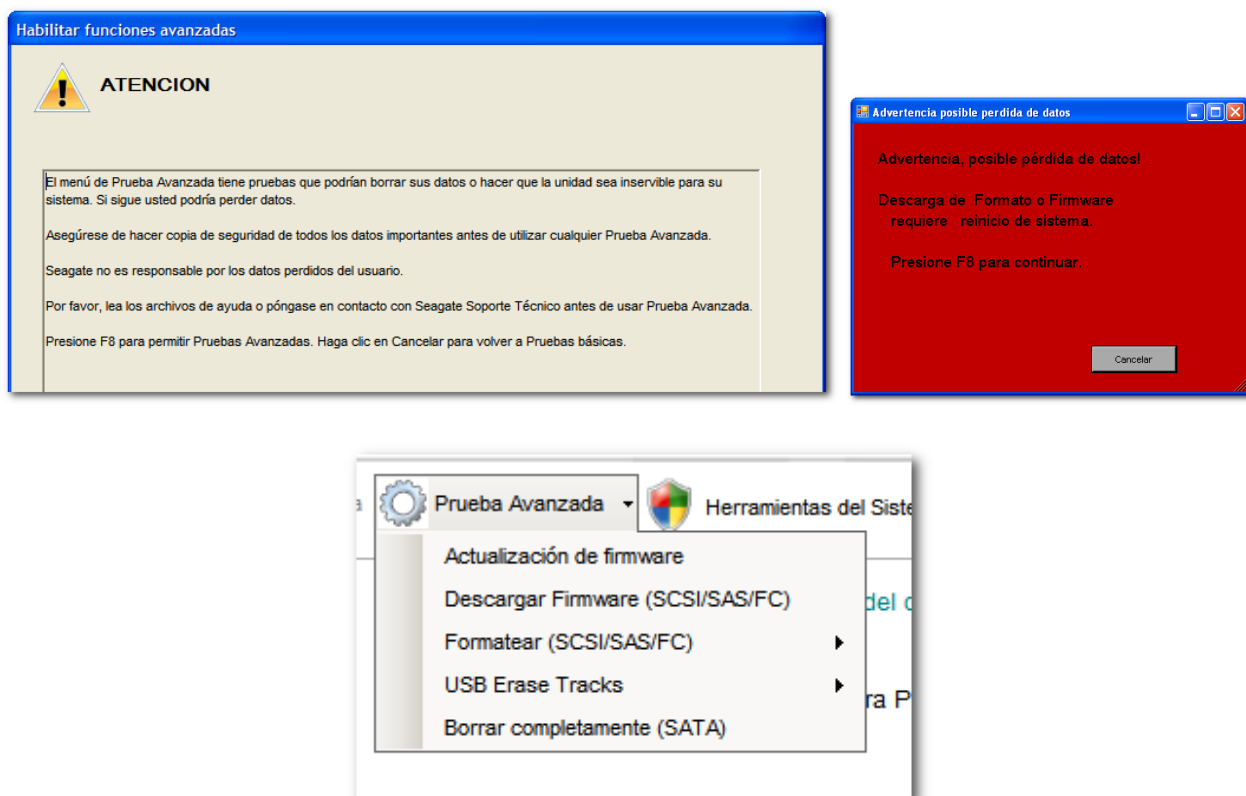 Habilitar funciones avanzadas
ATENCION
El menú de Prueba Avanzada tiene pruebas que podrían borrar sus datos o hacer que la unidad sea inservible para su
sistema. Si sigue usted podría perder datos.
Asegúrese de hacer copia de seguridad de todos los datos importantes antes de utilizar cualquier Prueba Avanzada.
Seagate no es responsable por los datos perdidos del usuario.
Por favor, lea los archivos de ayuda o póngase en contacto con Seagate Soporte Técnico antes de usar Prueba Avanzada.
Presione F8 para permitir Pruebas Avanzadas. Haga clic en Cancelar para volver a Pruebas básicas.
Advertencia posible perdida de datos
Advertencia, posible pérdida de datos!
Descarga de Formato o Firmware
requiere reinicio de sistema.
Presione F8 para continuar.
Cancelar
a Prueba Avanzada Herramientas del Siste
Actualización de firmware
Descargar Firmware (SCSI/SAS/FC)
del
Formatear (SCSI/SAS/FC)
USB Erase Tracks
ra P
Borrar completamente (SATA)